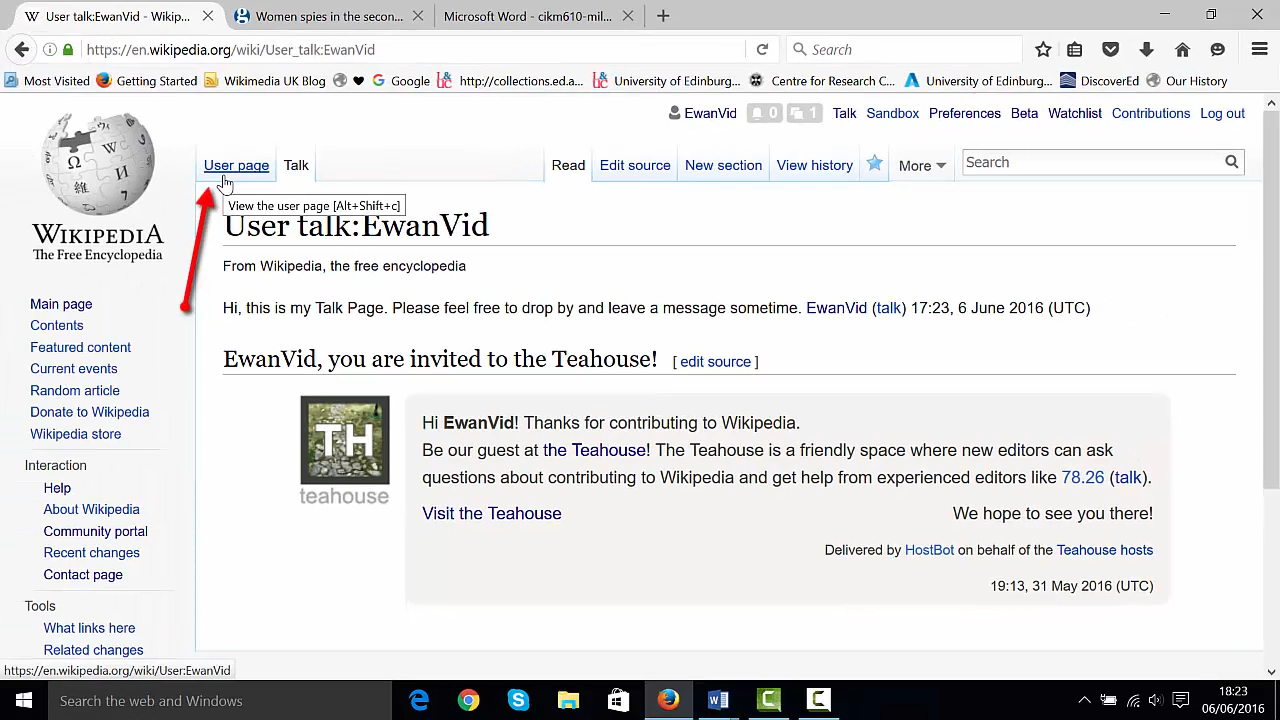 User talk:EwanVid - Wikip...
Women spies in the secon...
Microsoft Word - cikm610-mil...
https://en.wikipedia.org/wiki/User_talk:EwanVid
Search
Most Visited Getting Started Wikimedia UK Blog Google http://collections.ed.a... University of Edinburg... Centre for Research C... University of Edinburg... DiscoverEd Our History
EwanVid 0 1 Talk Sandbox Preferences Beta Watchlist Contributions Log out
User page Talk Read Edit source New section View history More Search
View the user page [Alt+Shift+c]
WIKIPEDIA
The Free Encyclopedia
Main page
Contents
Featured content
Current events
Random article
Donate to Wikipedia
Wikipedia store
Interaction
Help
About Wikipedia
Community portal
Recent changes
Contact page
Tools
What links here
Related changes
User talk:EwanVid
From Wikipedia, the free encyclopedia
Hi, this is my Talk Page. Please feel free to drop by and leave a message sometime. EwanVid (talk) 17:23, 6 June 2016 (UTC)
EwanVid, you are invited to the Teahouse! [ edit source ]
TH
teahouse
Hi EwanVid! Thanks for contributing to Wikipedia.
Be our guest at the Teahouse! The Teahouse is a friendly space where new editors can ask
questions about contributing to Wikipedia and get help from experienced editors like 78.26 (talk).
Visit the Teahouse We hope to see you there!
Delivered by HostBot on behalf of the Teahouse hosts
19:13, 31 May 2016 (UTC)
https://en.wikipedia.org/wiki/User:EwanVid
Search the web and Windows
18:23
06/06/2016